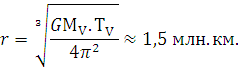 r = ∛(GM_V.T_V / 4π²) ≈ 1,5 млн.км.